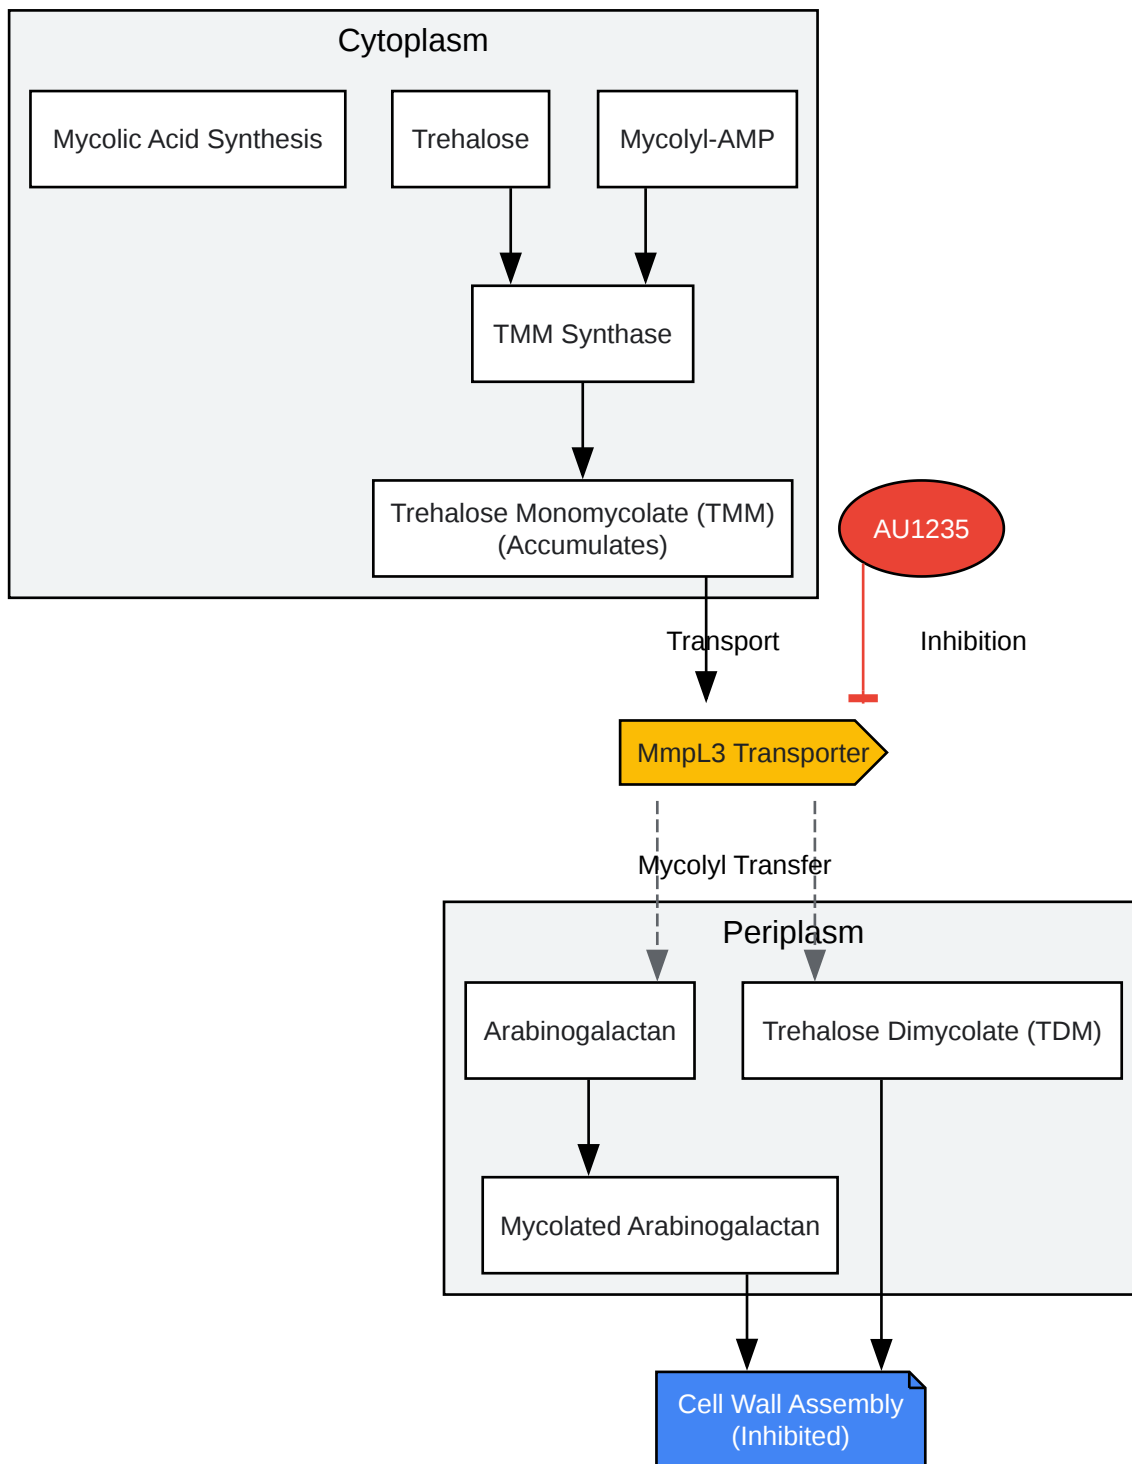 Cytoplasm
Mycolic Acid Synthesis
Trehalose
Mycolyl-AMP
TMM Synthase
Trehalose Monomycolate (TMM)
(Accumulates)
AU1235
Transport
Inhibition
MmpL3 Transporter
Mycolyl Transfer
Periplasm
Arabinogalactan
Trehalose Dimycolate (TDM)
Mycolated Arabinogalactan
Cell Wall Assembly
(Inhibited)